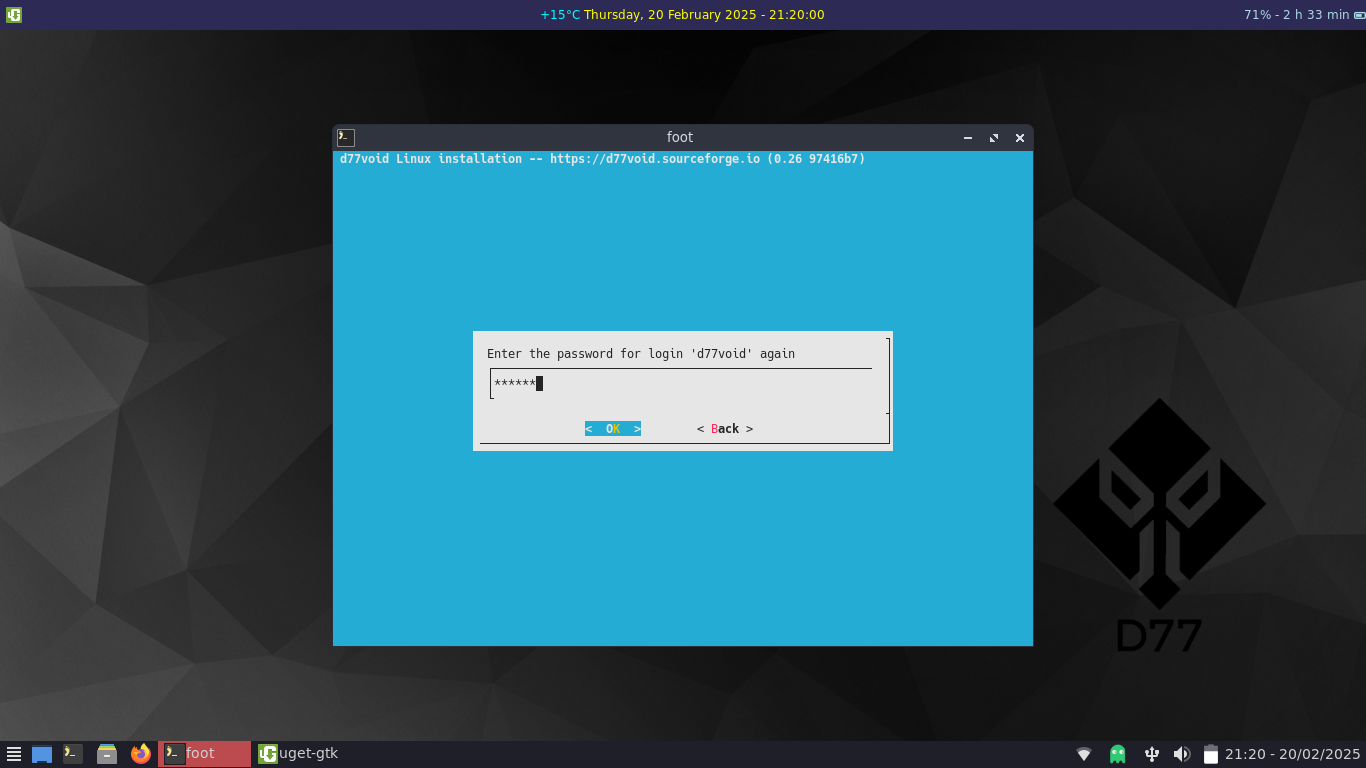 +15°C Thursday, 20 February 2025 - 21:20:00
71% - 2 h 33 min
foot
d77void Linux installation -- https://d77void.sourceforge.io (0.26 97416b7)
Enter the password for login 'd77void' again
******
< OK > < Back >
D77
foot
uget-gtk
21:20 - 20/02/2025